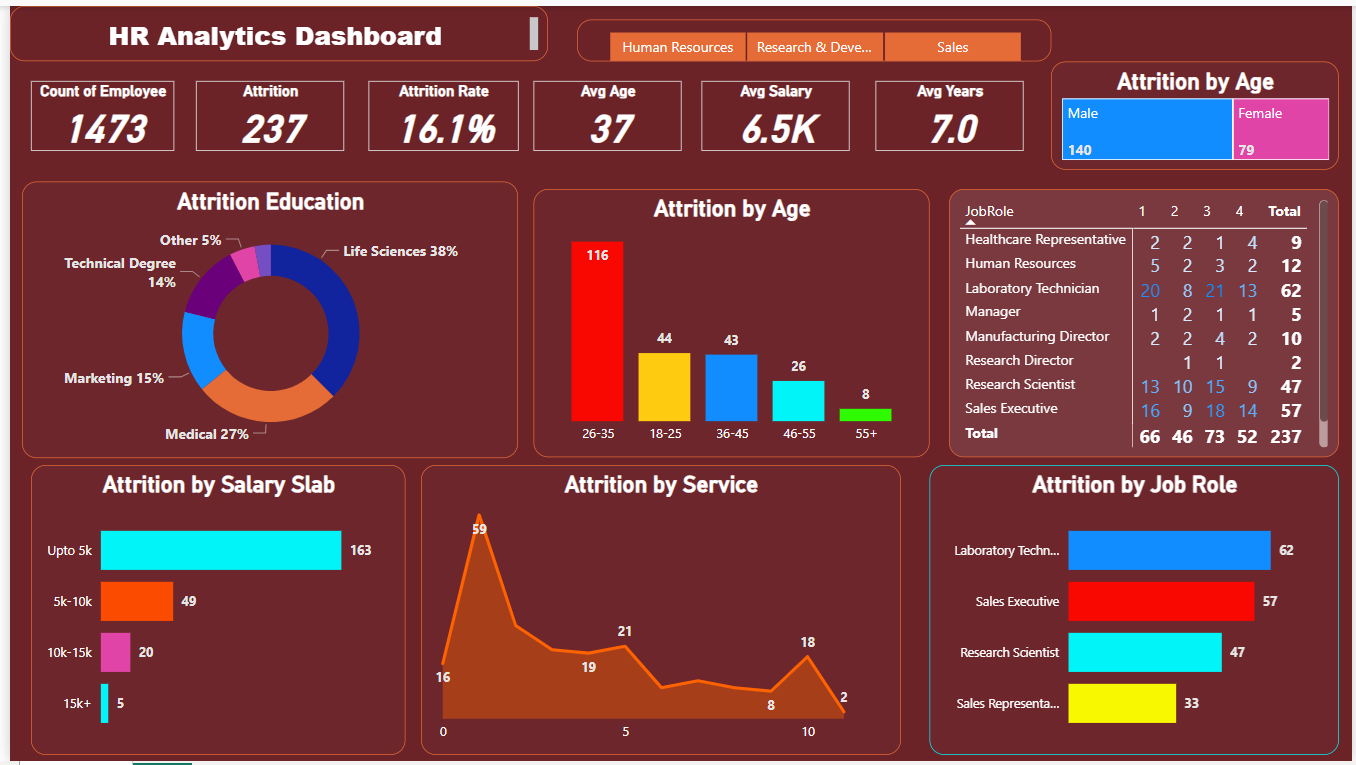 HR Analytics Dashboard
Human Resources
Research & Deve...
Sales
Count of Employee
1473
Attrition
237
Attrition Rate
16.1%
Avg Age
37
Avg Salary
6.5K
Avg Years
7.0
Attrition by Age
Male
140
Female
79
Attrition Education
Other 5%
Life Sciences 38%
Technical Degree
14%
Marketing 15%
Medical 27%
Attrition by Age
116
44
43
26
8
26-35
18-25
36-45
46-55
55+
JobRole 1 2 3 4 Total
Healthcare Representative 2 2 1 4 9
Human Resources 5 2 3 2 12
Laboratory Technician 20 8 21 13 62
Manager 1 2 1 1 5
Manufacturing Director 2 2 4 2 10
Research Director 1 1 2
Research Scientist 13 10 15 9 47
Sales Executive 16 9 18 14 57
Total 66 46 73 52 237
Attrition by Salary Slab
Upto 5k 163
5k-10k 49
10k-15k 20
15k+ 5
Attrition by Service
59
16
19
21
8
18
2
0 5 10
Attrition by Job Role
Laboratory Techn... 62
Sales Executive 57
Research Scientist 47
Sales Representa... 33